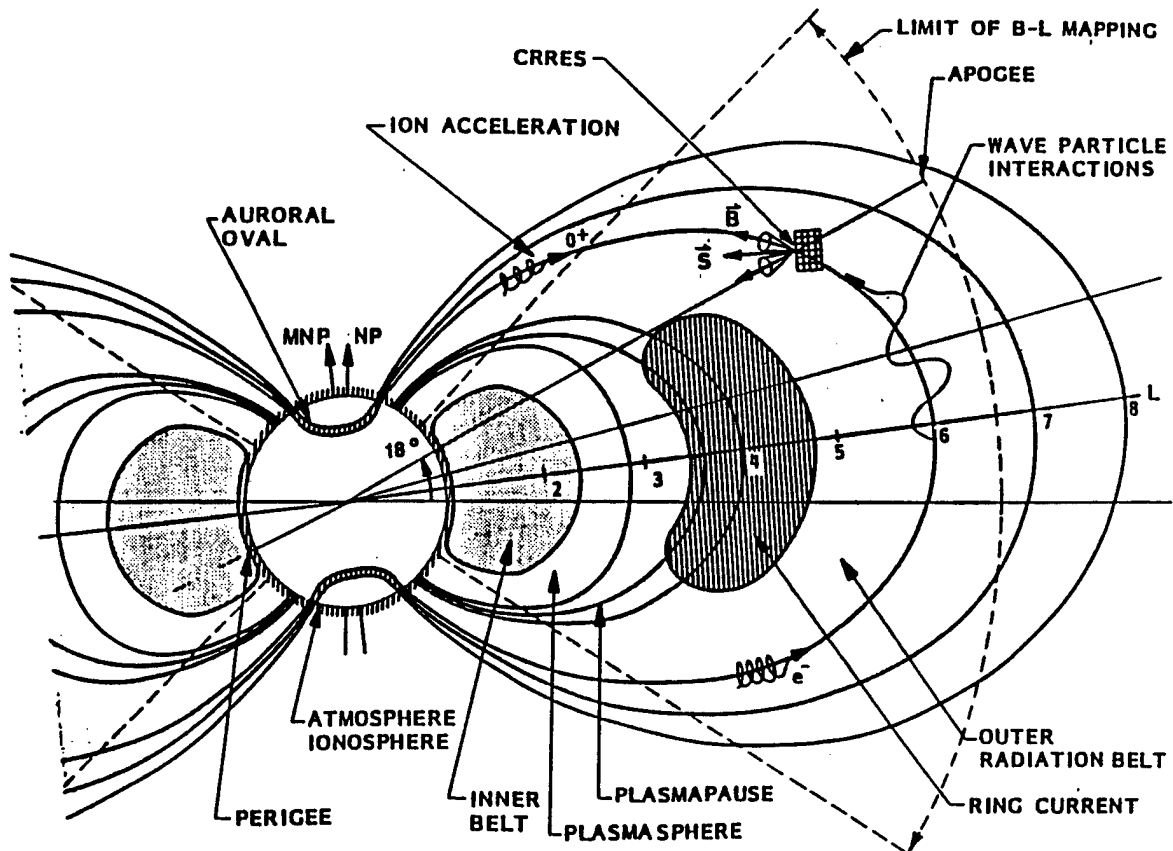 LIMIT OF B-L MAPPING
CRRES
APOGEE
ION ACCELERATION
WAVE PARTICLE
INTERACTIONS
AURORAL
OVAL
O+
B
S
MNP
NP
18°
2
3
4
5
6
7
8
L
e-
ATMOSPHERE
IONOSPHERE
OUTER
RADIATION BELT
PERIGEE
INNER
BELT
PLASMAPAUSE
PLASMASPHERE
RING CURRENT